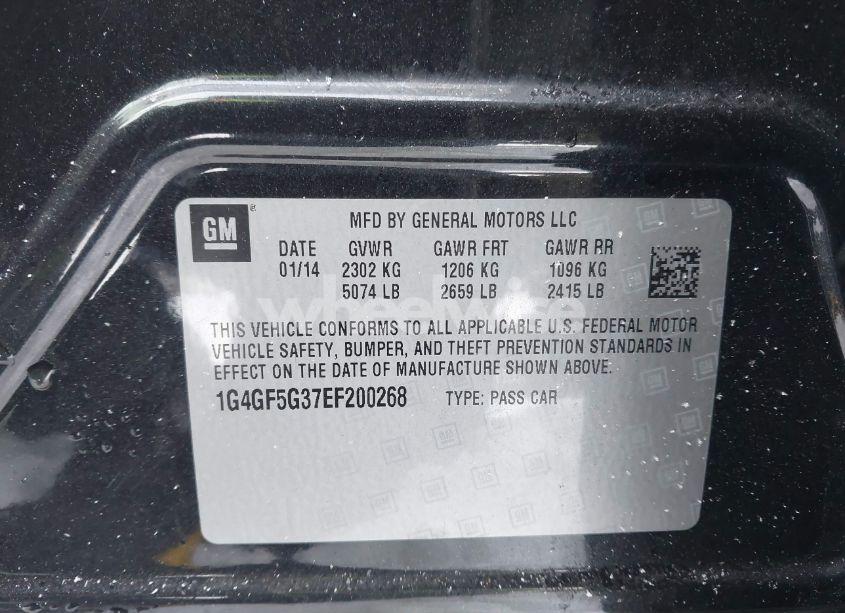 GM ® MFD BY GENERAL MOTORS LLC
DATE GVWR GAWR FRT GAWR RR
01/14 2302 KG 1206 KG 1096 KG
5074 LB 2659 LB 2415 LB
wheelwise
THIS VEHICLE CONFORMS TO ALL APPLICABLE U.S. FEDERAL MOTOR
VEHICLE SAFETY, BUMPER, AND THEFT PREVENTION STANDARDS IN
EFFECT ON THE DATE OF MANUFACTURE SHOWN ABOVE.
1G4GF5G37EF200268 TYPE: PASS CAR